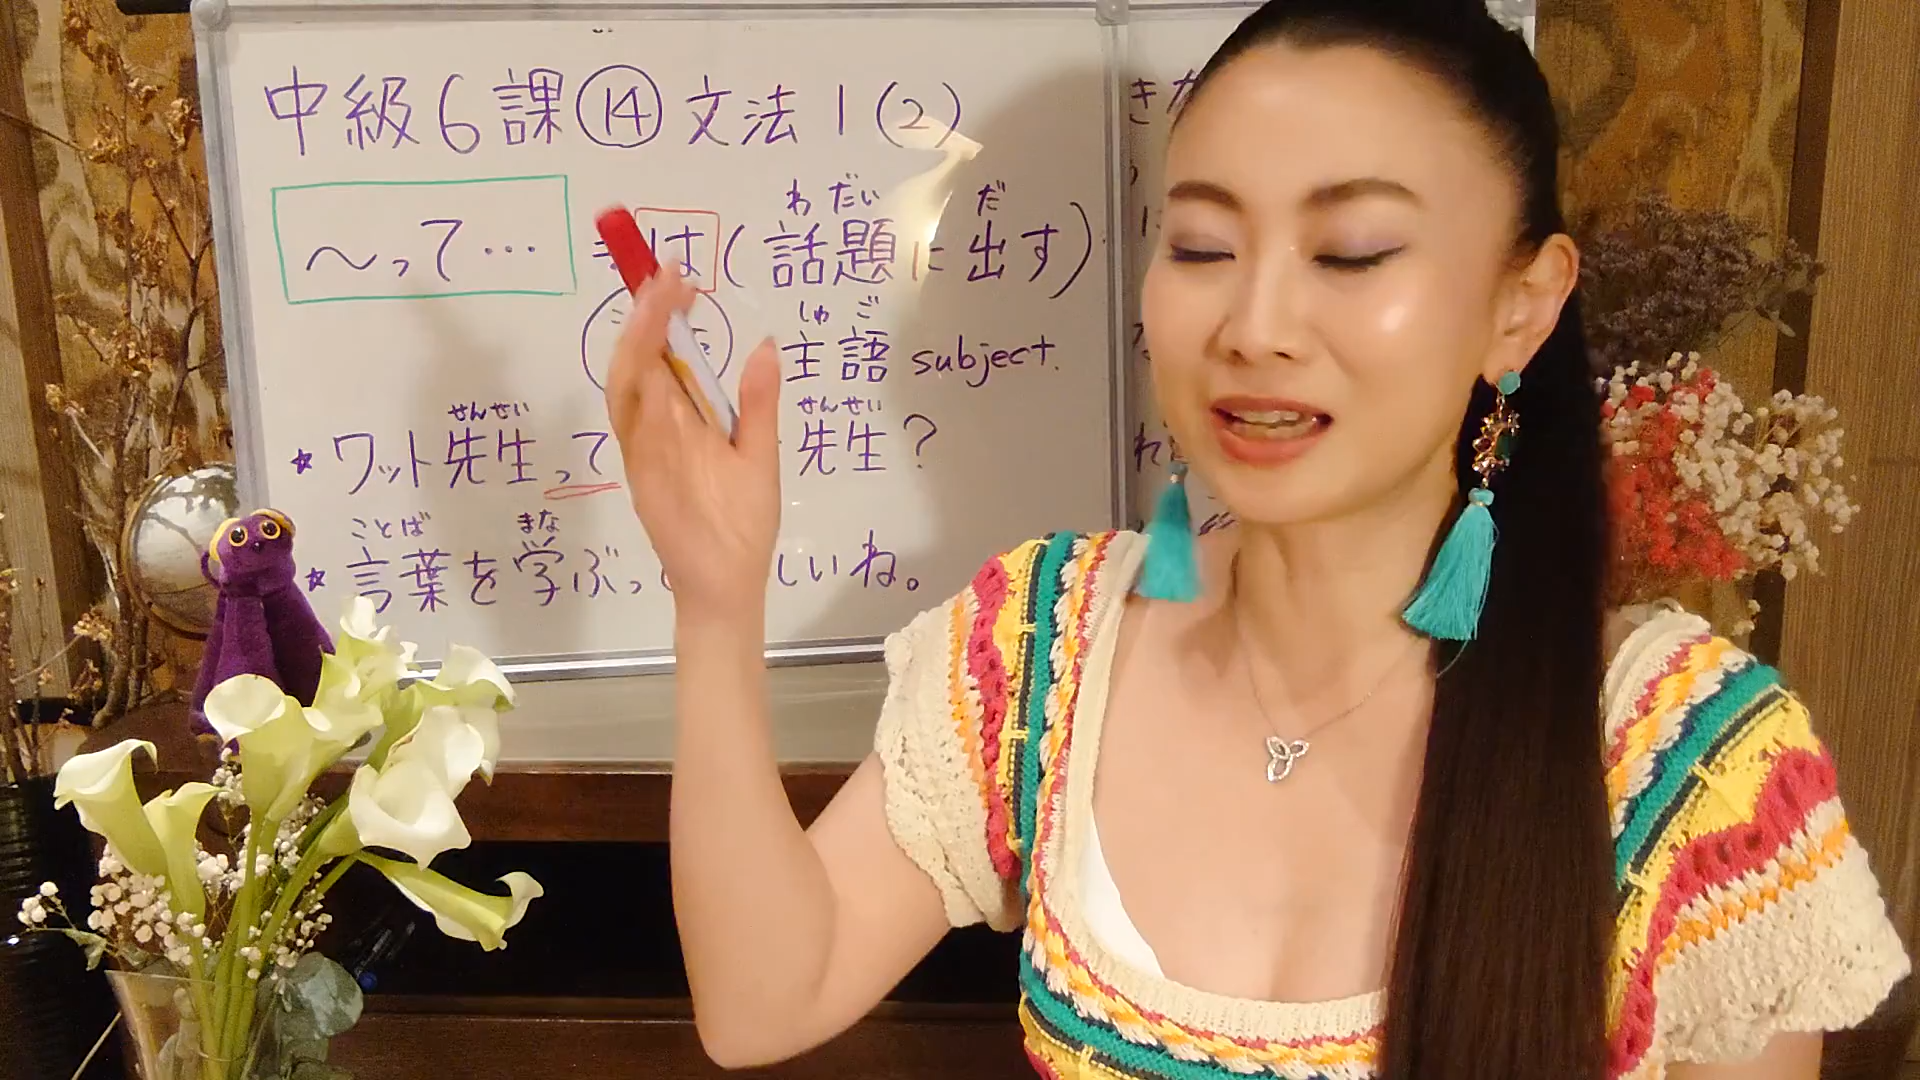 中級6課⑭文法1(2)
わだい だ
〜って… は(話題に出す)
しゅご
主語 subject.
せんせい せんせい
☆ワット先生って 先生?
ことば まな
☆言葉を学ぶっ しいね。